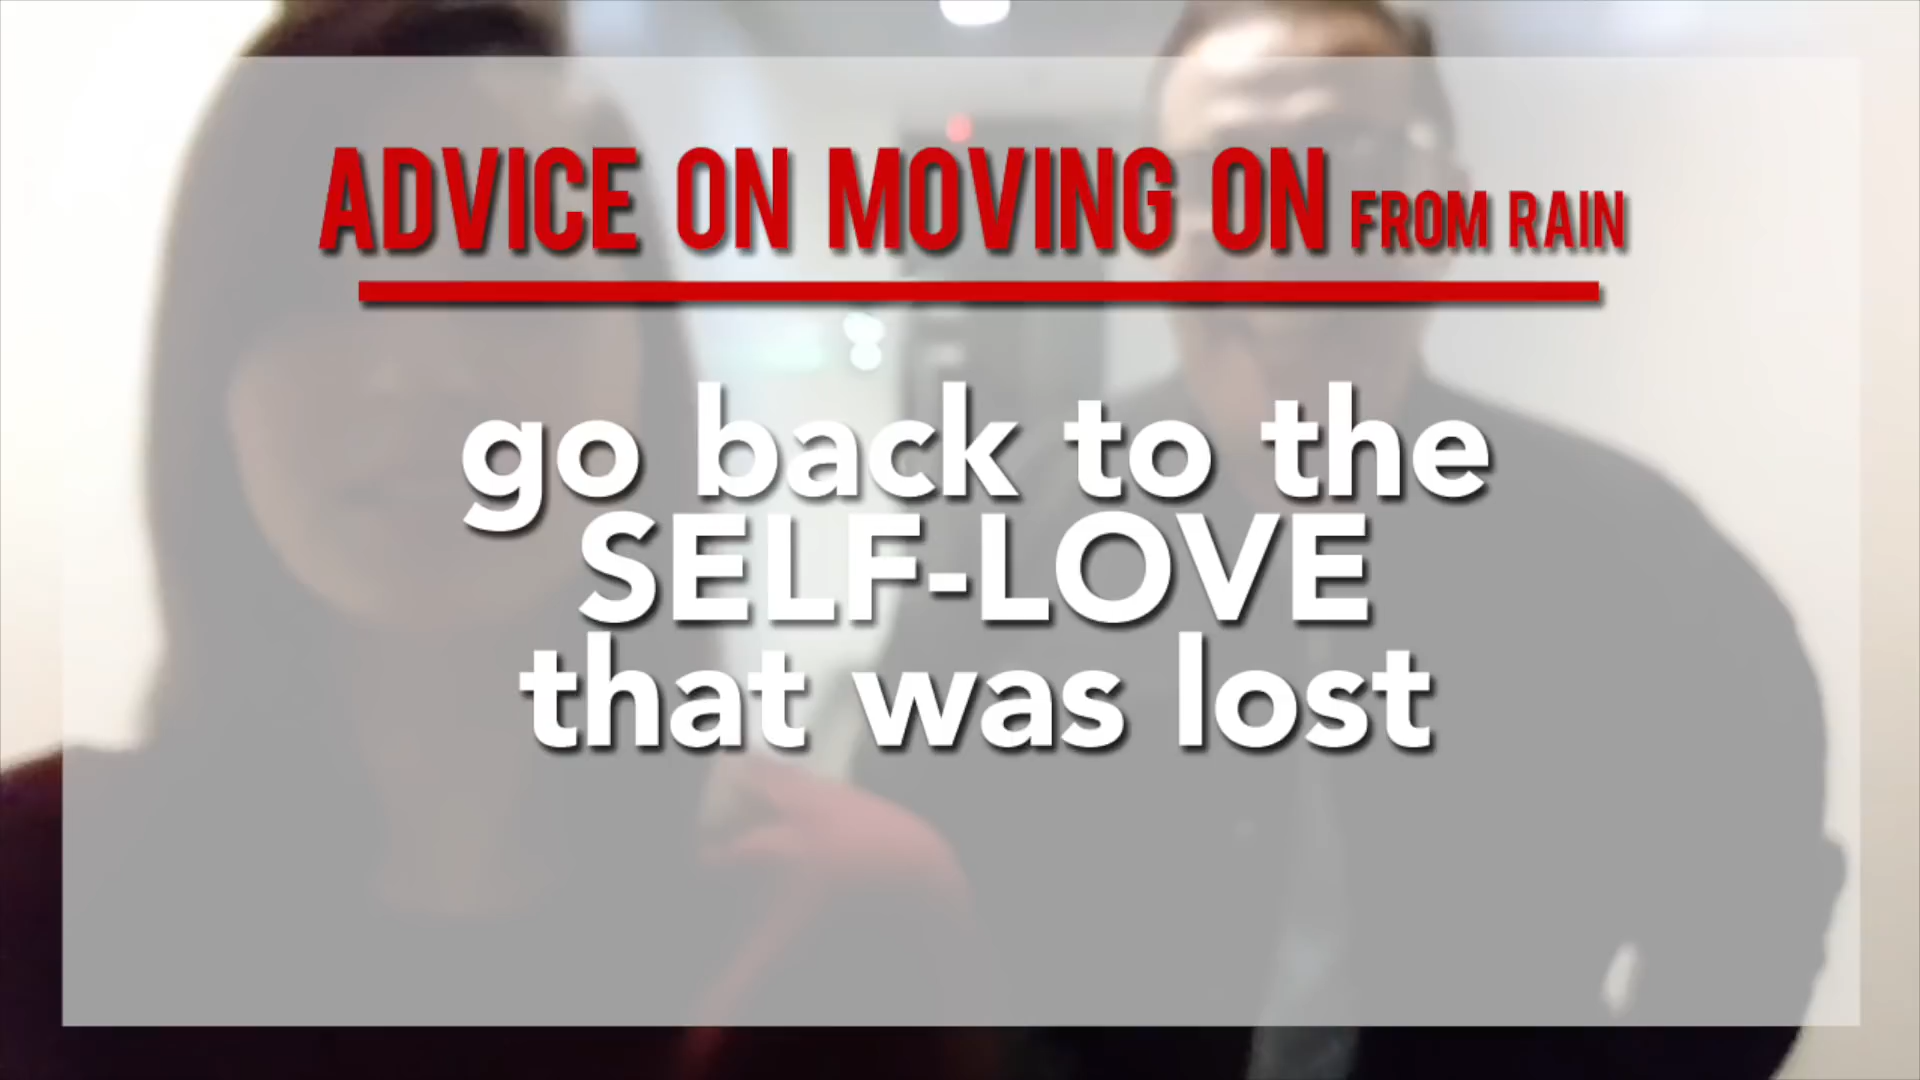 ADVICE ON MOVING ON FROM RAIN
go back to the
SELF-LOVE
that was lost